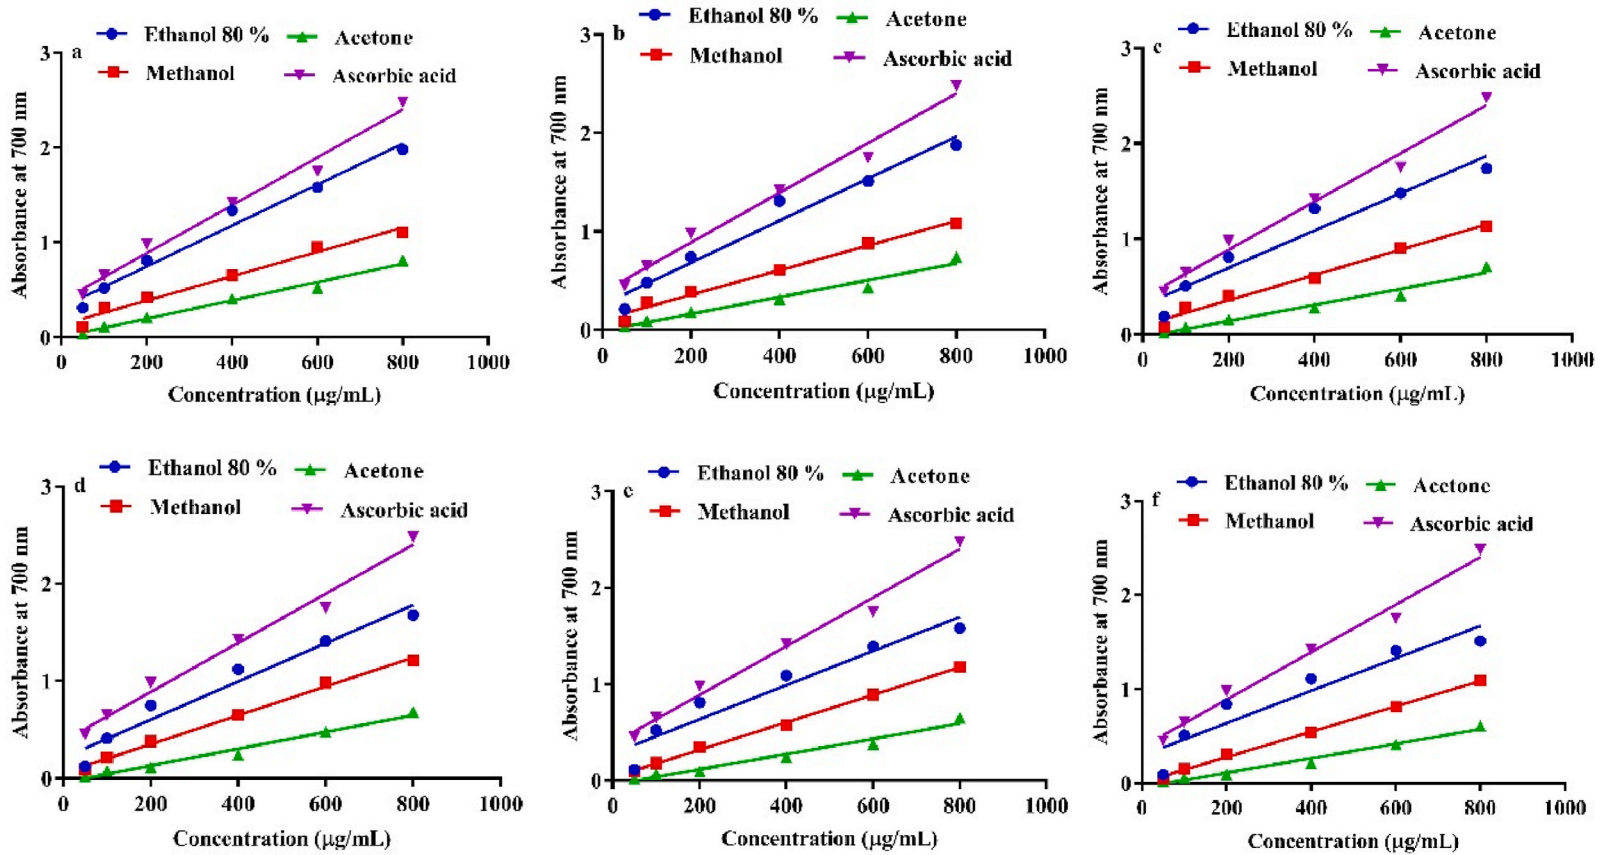 a
Ethanol 80 %
Acetone
Methanol
Ascorbic acid
Absorbance at 700 nm
3
2
1
0
0 200 400 600 800 1000
Concentration (μg/mL)
b
Ethanol 80 %
Acetone
Methanol
Ascorbic acid
Absorbance at 700 nm
3
2
1
0
0 200 400 600 800 1000
Concentration (μg/mL)
c
Ethanol 80 %
Acetone
Methanol
Ascorbic acid
Absorbance at 700 nm
3
2
1
0
0 200 400 600 800 1000
Concentration (μg/mL)
d
Ethanol 80 %
Acetone
Methanol
Ascorbic acid
Absorbance at 700 nm
3
2
1
0
0 200 400 600 800 1000
Concentration (μg/mL)
e
Ethanol 80 %
Acetone
Methanol
Ascorbic acid
Absorbance at 700 nm
3
2
1
0
0 200 400 600 800 1000
Concentration (μg/mL)
f
Ethanol 80 %
Acetone
Methanol
Ascorbic acid
Absorbance at 700 nm
3
2
1
0
0 200 400 600 800 1000
Concentration (μg/mL)